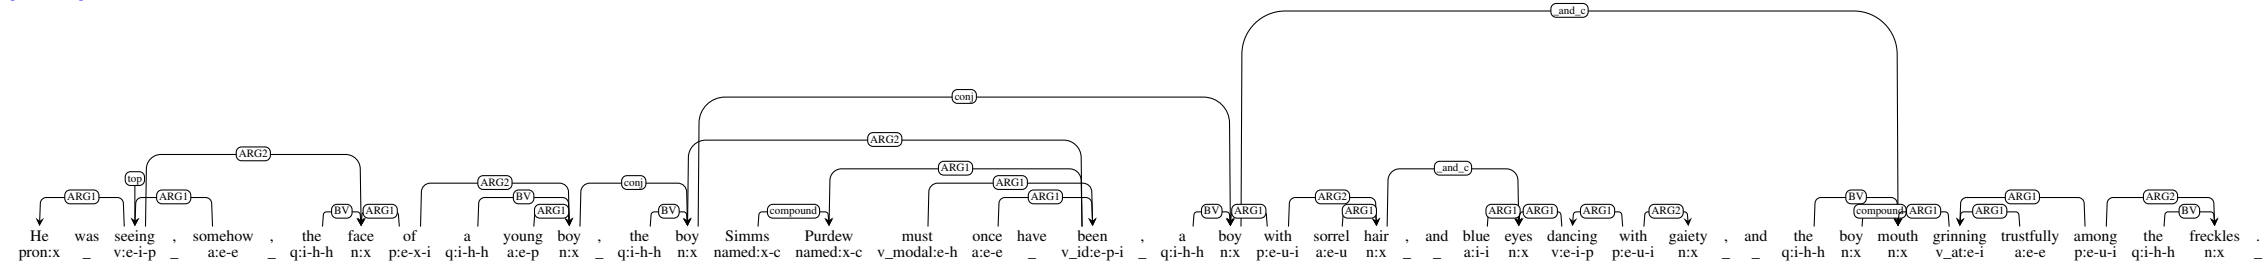 _and_c
conj
ARG2
ARG2 ARG1 _and_c
top ARG2 conj ARG1
ARG1 ARG1 BV ARG1 ARG2 BV ARG1 ARG2 BV
BV ARG1 ARG1 BV compound BV ARG1 ARG1 ARG1 ARG1 ARG1 ARG2 compound ARG1 ARG1 BV
He was seeing , somehow , the face of a young boy , the boy Simms Purdew must once have been , a boy with sorrel hair , and blue eyes dancing with gaiety , and the boy mouth grinning trustfully among the freckles .
pron:x _ v:e-i-p _ a:e-e _ q:i-h-h n:x p:e-x-i q:i-h-h a:e-p n:x _ q:i-h-h n:x named:x-c named:x-c v_modal:e-h a:e-e _ v_id:e-p-i _ q:i-h-h n:x p:e-u-i a:e-u n:x _ _ a:i-i n:x v:e-i-p p:e-u-i n:x _ _ q:i-h-h n:x n:x v_at:e-i a:e-e p:e-u-i q:i-h-h n:x _